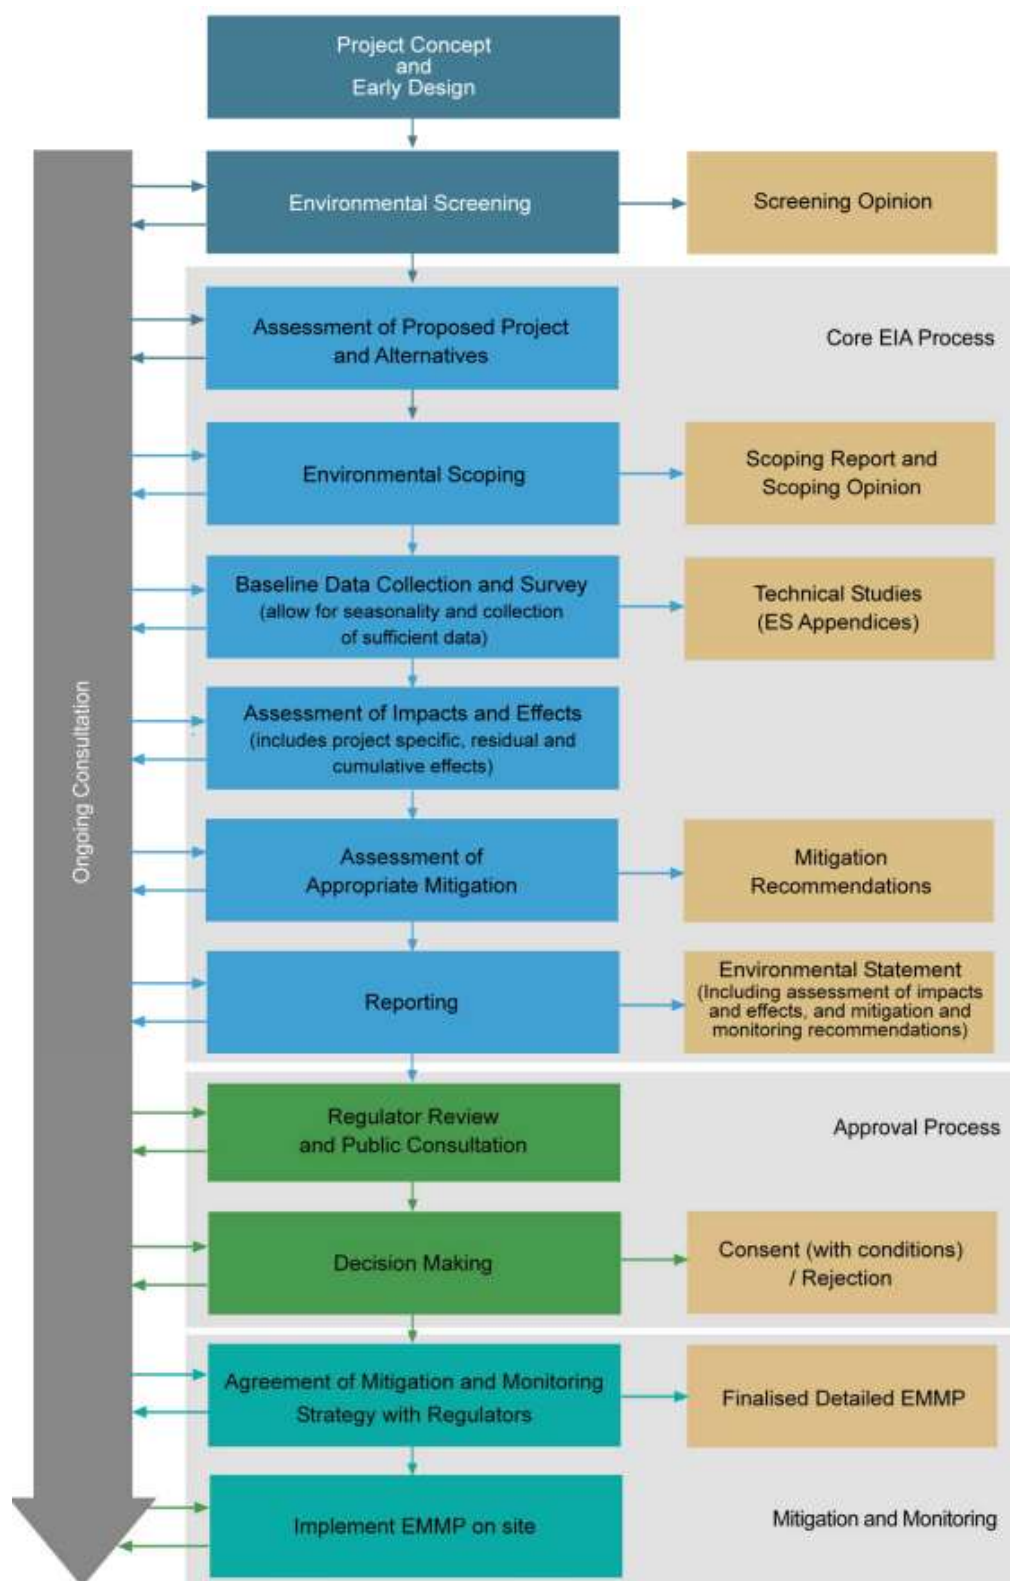 Project Concept
and
Early Design
Environmental Screening
Screening Opinion
Ongoing Consultation
Core EIA Process
Assessment of Proposed Project
and Alternatives
Environmental Scoping
Scoping Report and
Scoping Opinion
Baseline Data Collection and Survey
(allow for seasonality and collection
of sufficient data)
Technical Studies
(ES Appendices)
Assessment of Impacts and Effects
(includes project specific, residual and
cumulative effects)
Assessment of
Appropriate Mitigation
Mitigation
Recommendations
Reporting
Environmental Statement
(Including assessment of impacts
and effects, and mitigation and
monitoring recommendations)
Approval Process
Regulator Review
and Public Consultation
Decision Making
Consent (with conditions)
/ Rejection
Agreement of Mitigation and Monitoring
Strategy with Regulators
Finalised Detailed EMMP
Implement EMMP on site
Mitigation and Monitoring